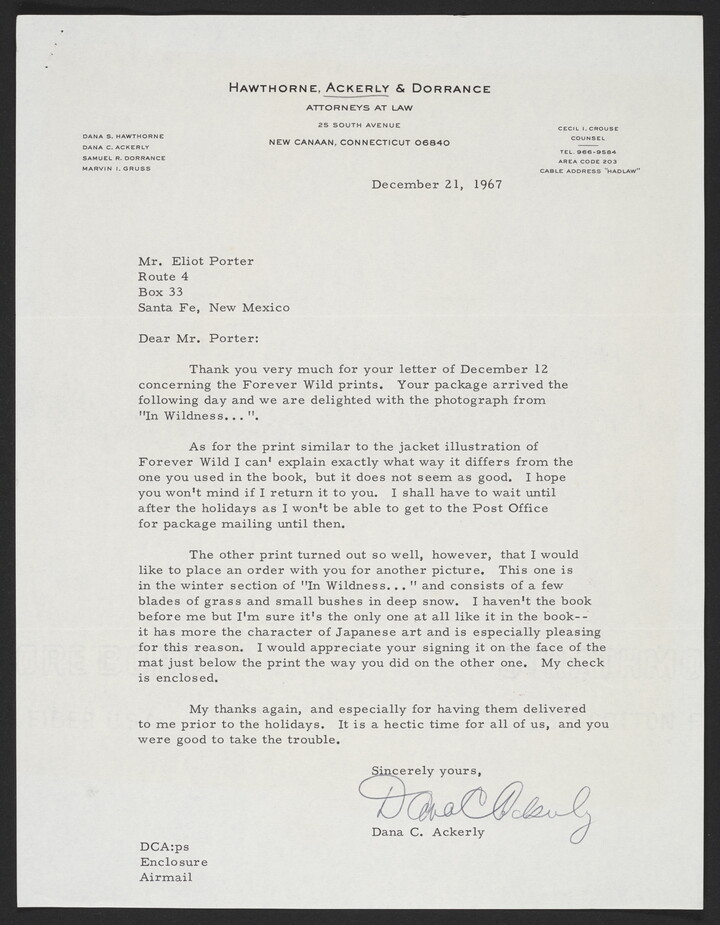 HAWTHORNE, ACKERLY & DORRANCE
ATTORNEYS AT LAW
25 SOUTH AVENUE
NEW CANAAN, CONNECTICUT 06840
DANA S. HAWTHORNE
DANA C. ACKERLY
SAMUEL R. DORRANCE
MARVIN I. GRUSS
CECIL I. CROUSE
COUNSEL
TEL. 966-9584
AREA CODE 203
CABLE ADDRESS "HADLAW"
December 21, 1967
Mr. Eliot Porter
Route 4
Box 33
Santa Fe, New Mexico
Dear Mr. Porter:
Thank you very much for your letter of December 12
concerning the Forever Wild prints. Your package arrived the
following day and we are delighted with the photograph from
"In Wildness... ".
As for the print similar to the jacket illustration of
Forever Wild I can' explain exactly what way it differs from the
one you used in the book, but it does not seem as good. I hope
you won't mind if I return it to you. I shall have to wait until
after the holidays as I won't be able to get to the Post Office
for package mailing until then.
The other print turned out so well, however, that I would
like to place an order with you for another picture. This one is
in the winter section of "In Wildness... " and consists of a few
blades of grass and small bushes in deep snow. I haven't the book
before me but I'm sure it's the only one at all like it in the book--
it has more the character of Japanese art and is especially pleasing
for this reason. I would appreciate your signing it on the face of the
mat just below the print the way you did on the other one. My check
is enclosed.
My thanks again, and especially for having them delivered
to me prior to the holidays. It is a hectic time for all of us, and you
were good to take the trouble.
Sincerely yours,
Dana C Ackerly
Dana C. Ackerly
DCA:ps
Enclosure
Airmail